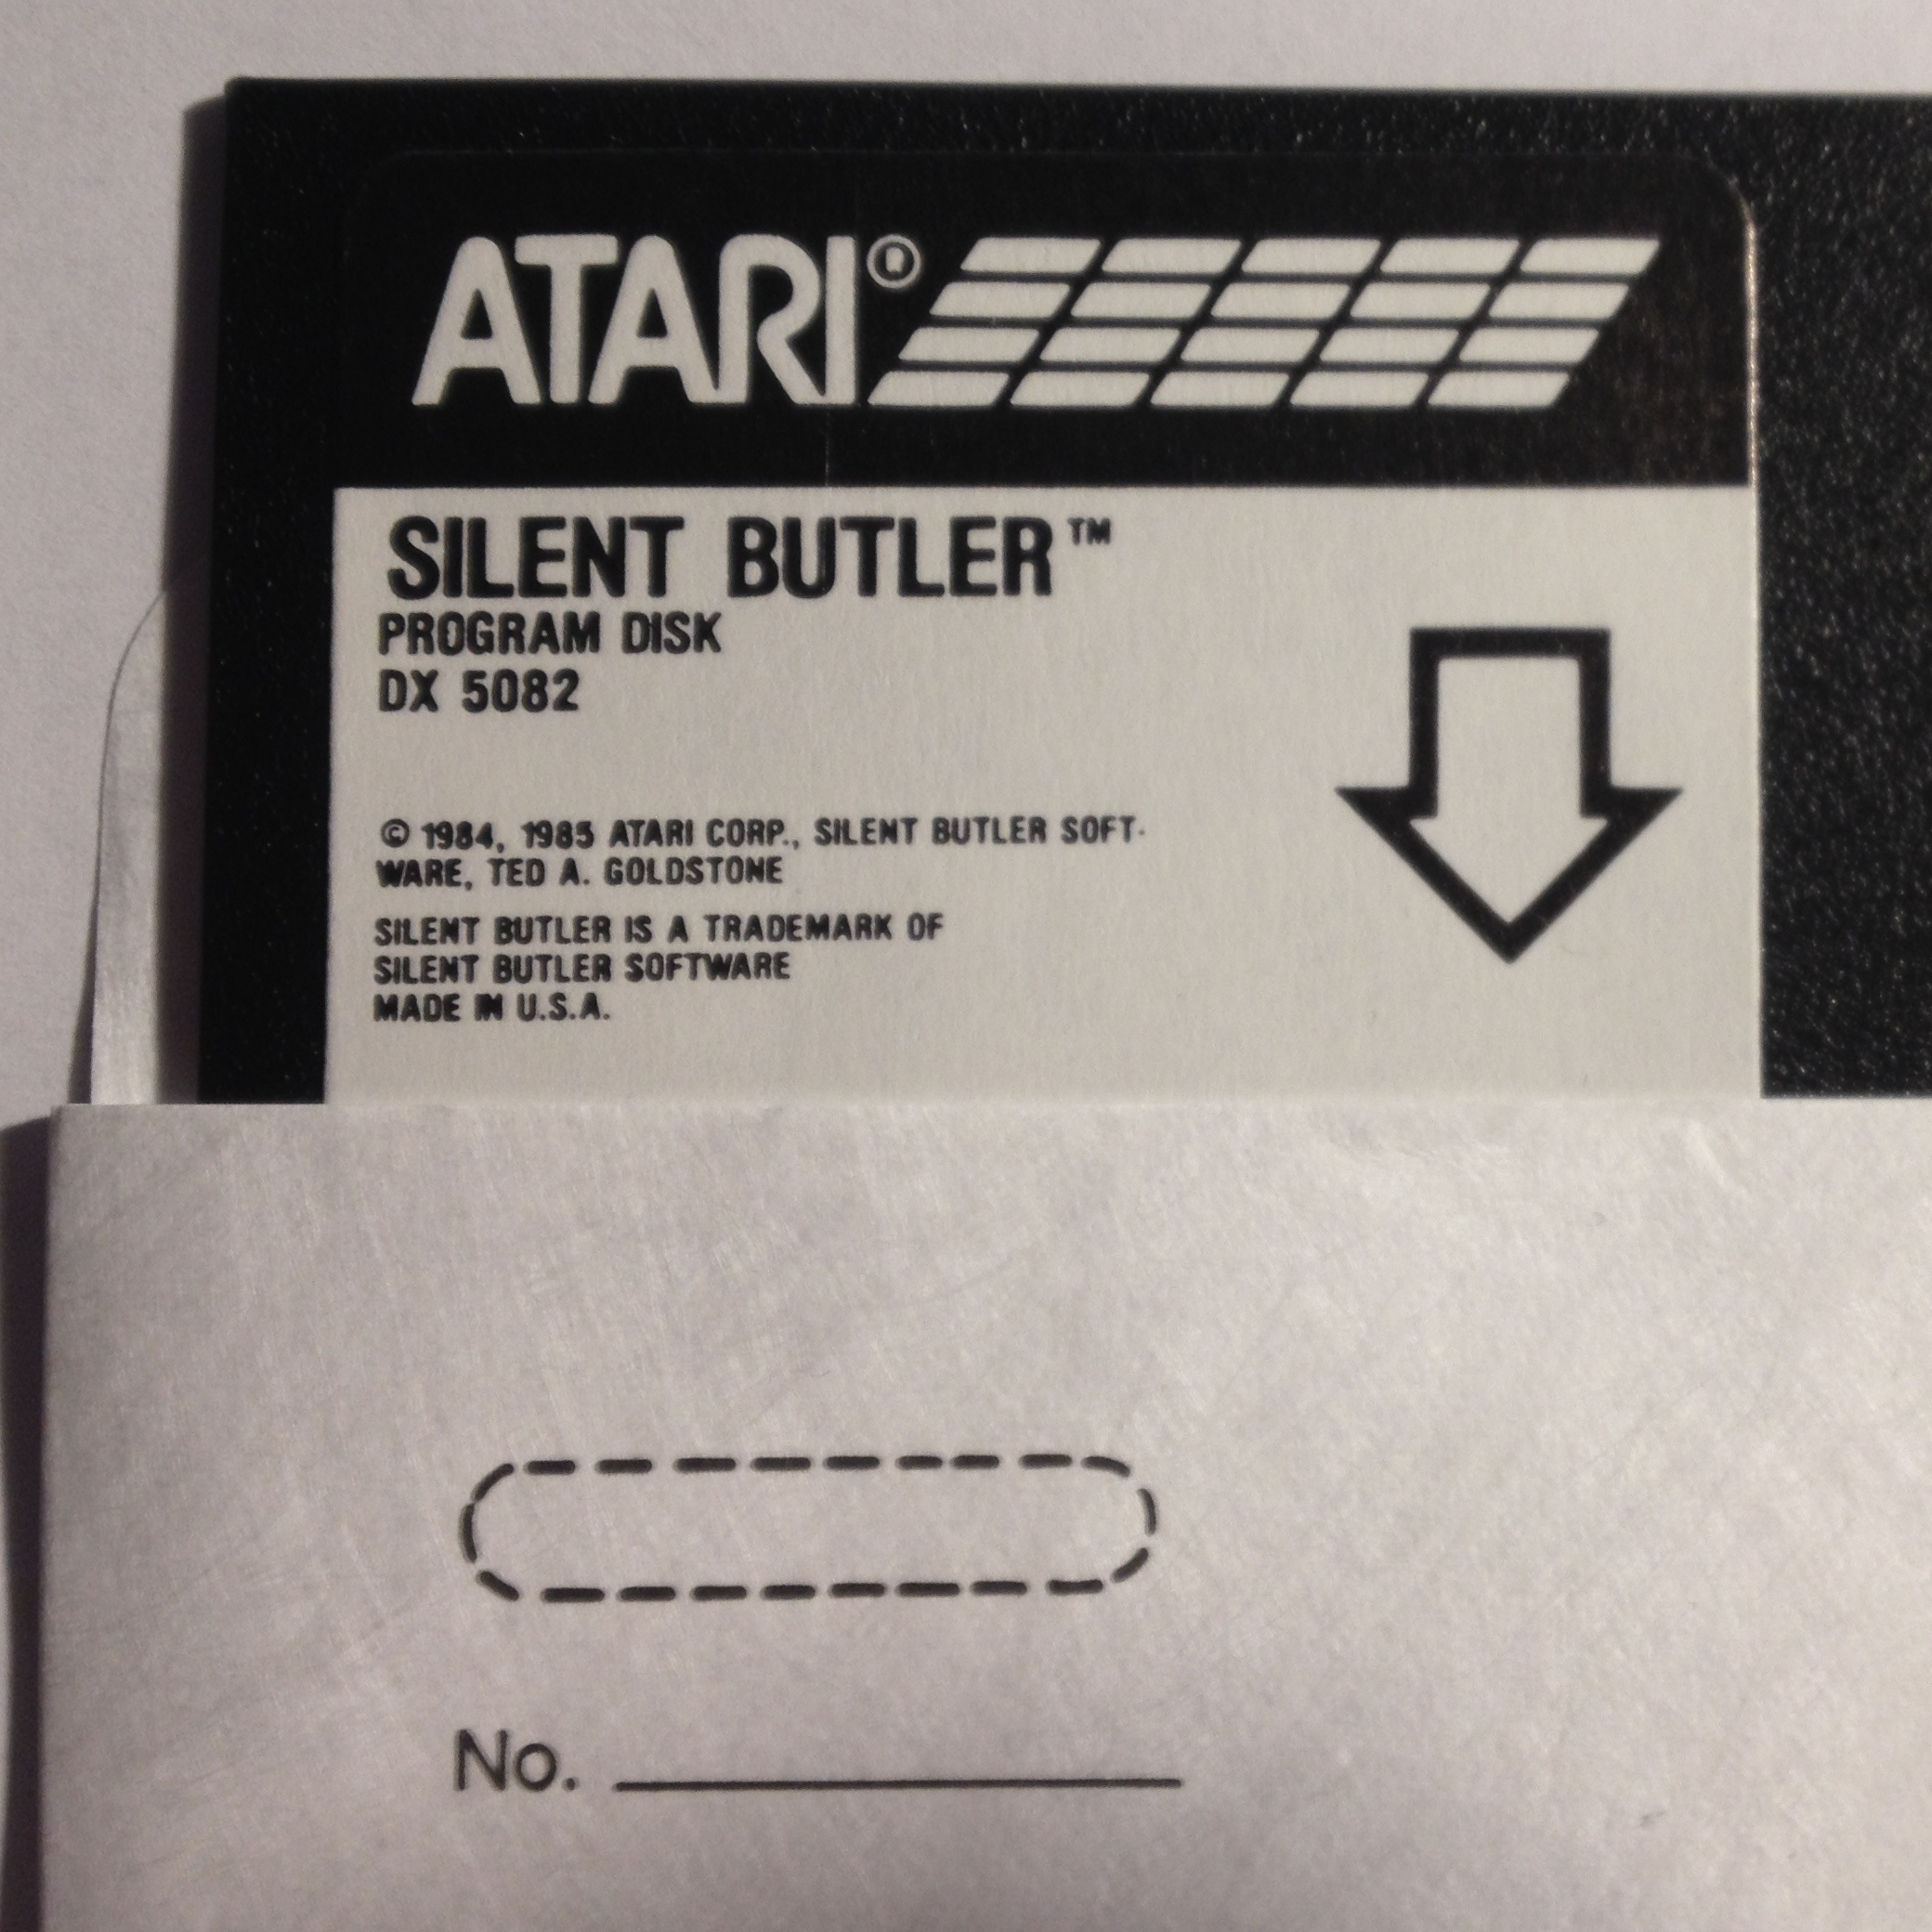 ATARI®
SILENT BUTLER™
PROGRAM DISK
DX 5082
© 1984, 1985 ATARI CORP., SILENT BUTLER SOFT-
WARE, TED A. GOLDSTONE
SILENT BUTLER IS A TRADEMARK OF
SILENT BUTLER SOFTWARE
MADE IN U.S.A.
No.